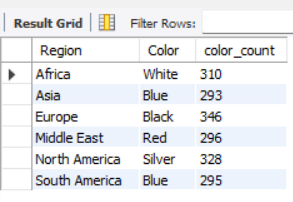 Result Grid Filter Rows:
Region Color color_count
Africa White 310
Asia Blue 293
Europe Black 346
Middle East Red 296
North America Silver 328
South America Blue 295